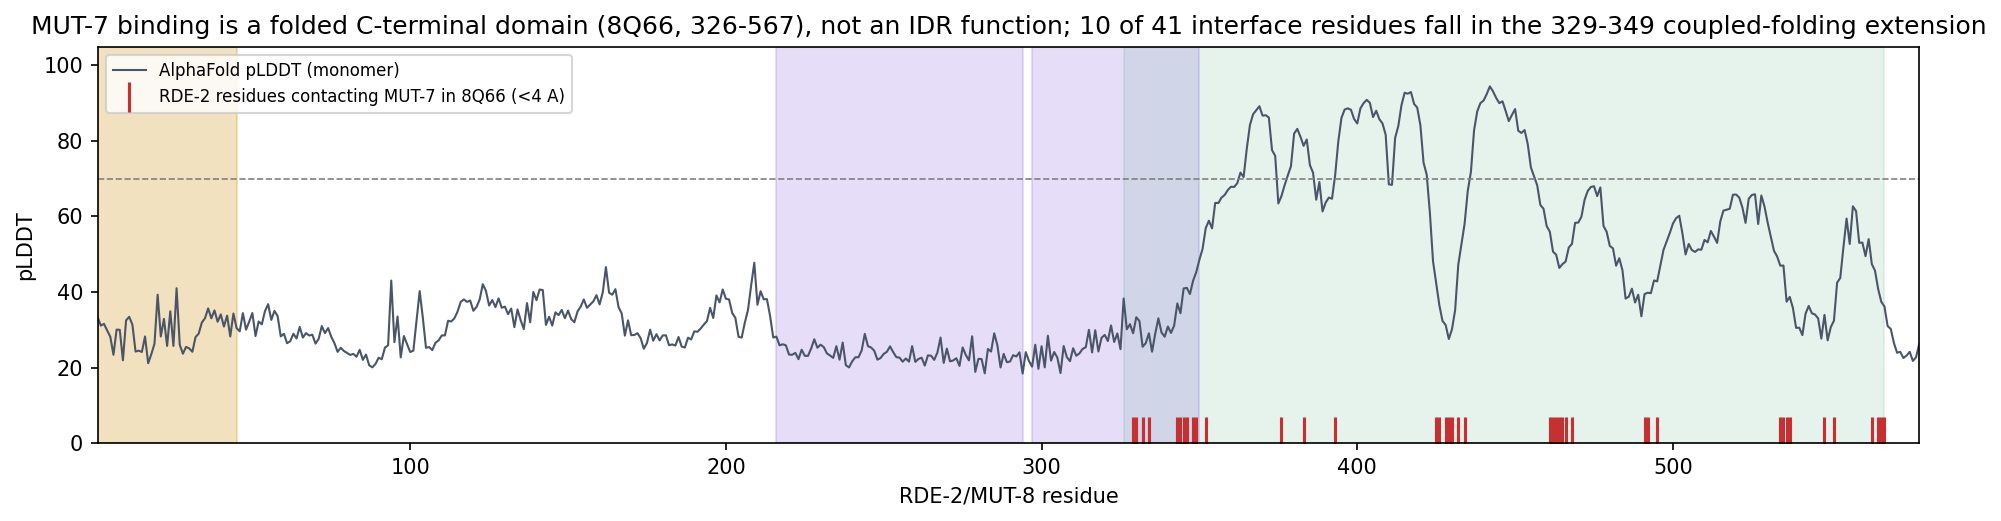 MUT-7 binding is a folded C-terminal domain (8Q66, 326-567), not an IDR function; 10 of 41 interface residues fall in the 329-349 coupled-folding extension
AlphaFold pLDDT (monomer)
RDE-2 residues contacting MUT-7 in 8Q66 (<4 A)
pLDDT
100
80
60
40
20
0
100
200
300
400
500
RDE-2/MUT-8 residue